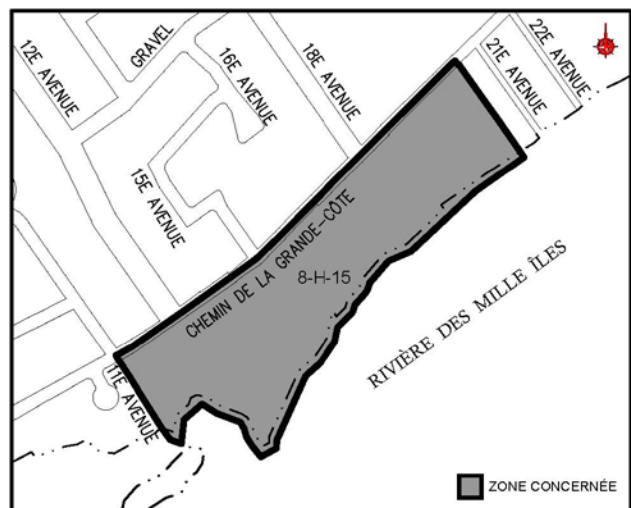 12E AVENUE
GRAVEL
16E AVENUE
18E AVENUE
21E AVENUE
22E AVENUE
15E AVENUE
CHEMIN DE LA GRANDE-CÔTE
8-H-15
11E AVENUE
RIVIÈRE DES MILLE ÎLES
ZONE CONCERNÉE